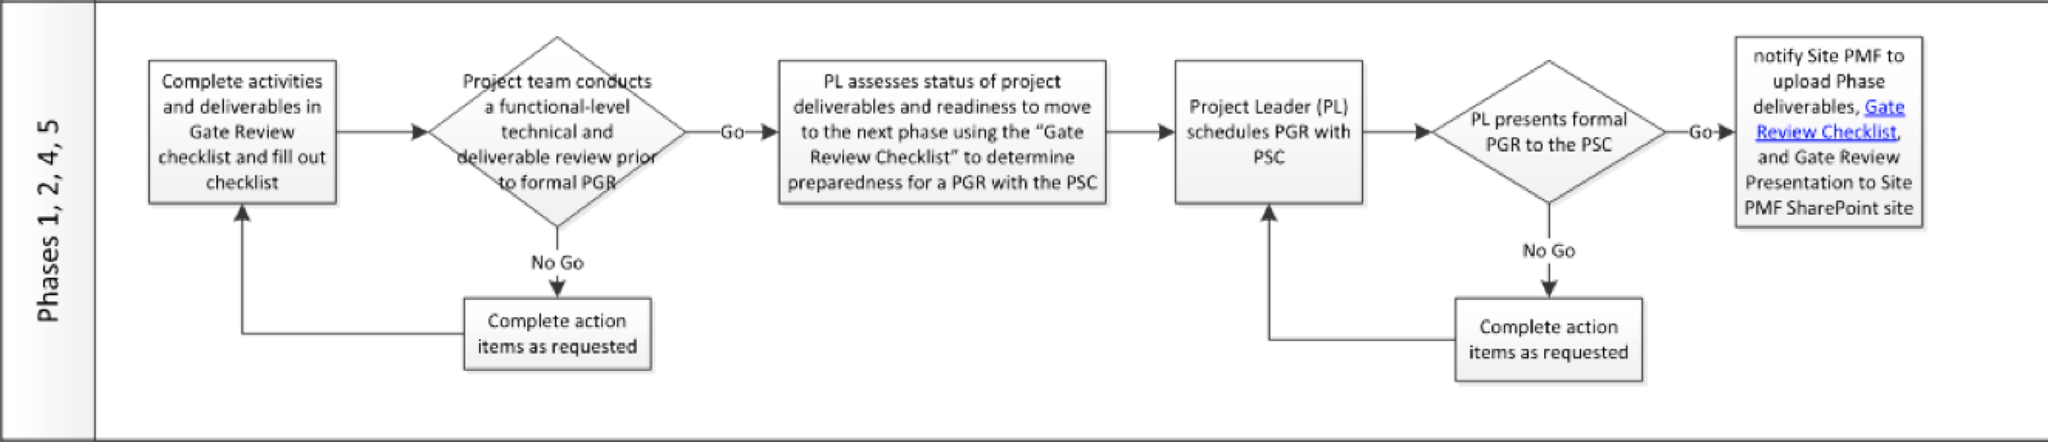 Phases 1, 2, 4, 5
Complete activities
and deliverables in
Gate Review
checklist and fill out
checklist
Project team conducts
a functional-level
technical and
deliverable review prior
to formal PGR
Go
No Go
Complete action
items as requested
PL assesses status of project
deliverables and readiness to move
to the next phase using the “Gate
Review Checklist” to determine
preparedness for a PGR with the PSC
Project Leader (PL)
schedules PGR with
PSC
PL presents formal
PGR to the PSC
Go
No Go
Complete action
items as requested
notify Site PMF to
upload Phase
deliverables, Gate
Review Checklist,
and Gate Review
Presentation to Site
PMF SharePoint site